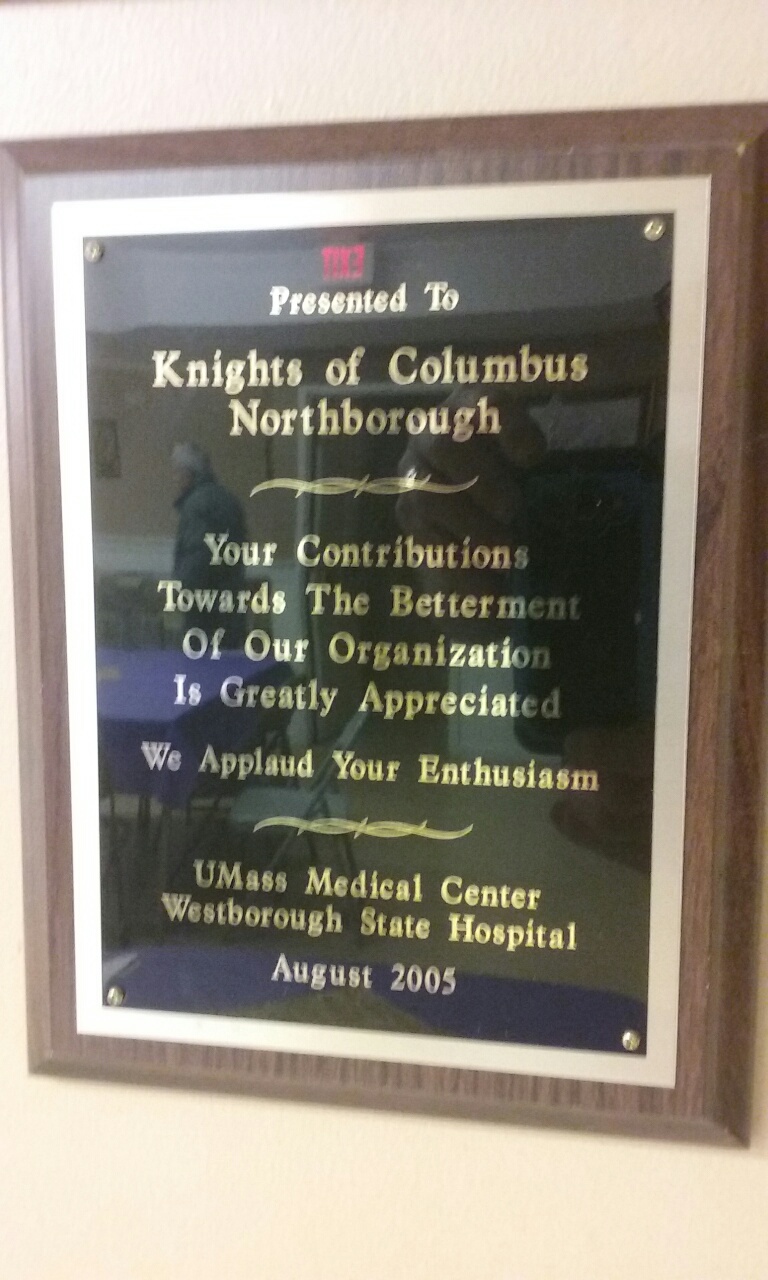 EXIT
Presented To
Knights of Columbus
Northborough
Your Contributions
Towards The Betterment
Of Our Organization
Is Greatly Appreciated
We Applaud Your Enthusiasm
UMass Medical Center
Westborough State Hospital
August 2005